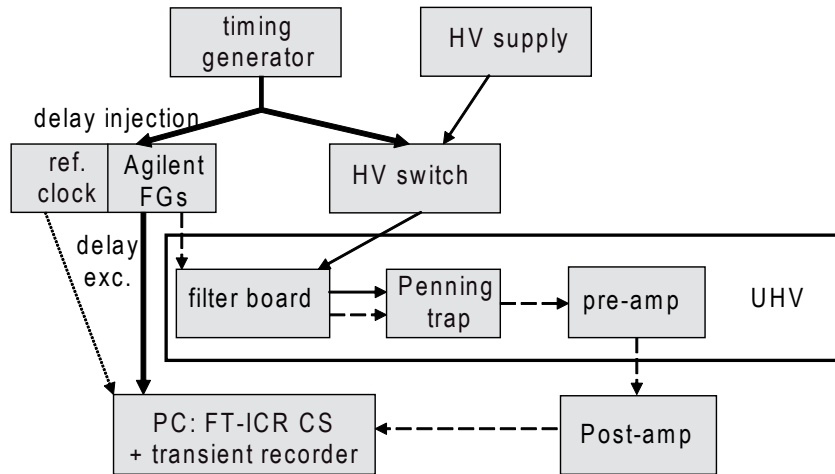 timing
generator
HV supply
delay injection
ref.
clock
Agilent
FGs
HV switch
delay
exc.
filter board
Penning
trap
pre-amp
UHV
PC: FT-ICR CS
+ transient recorder
Post-amp